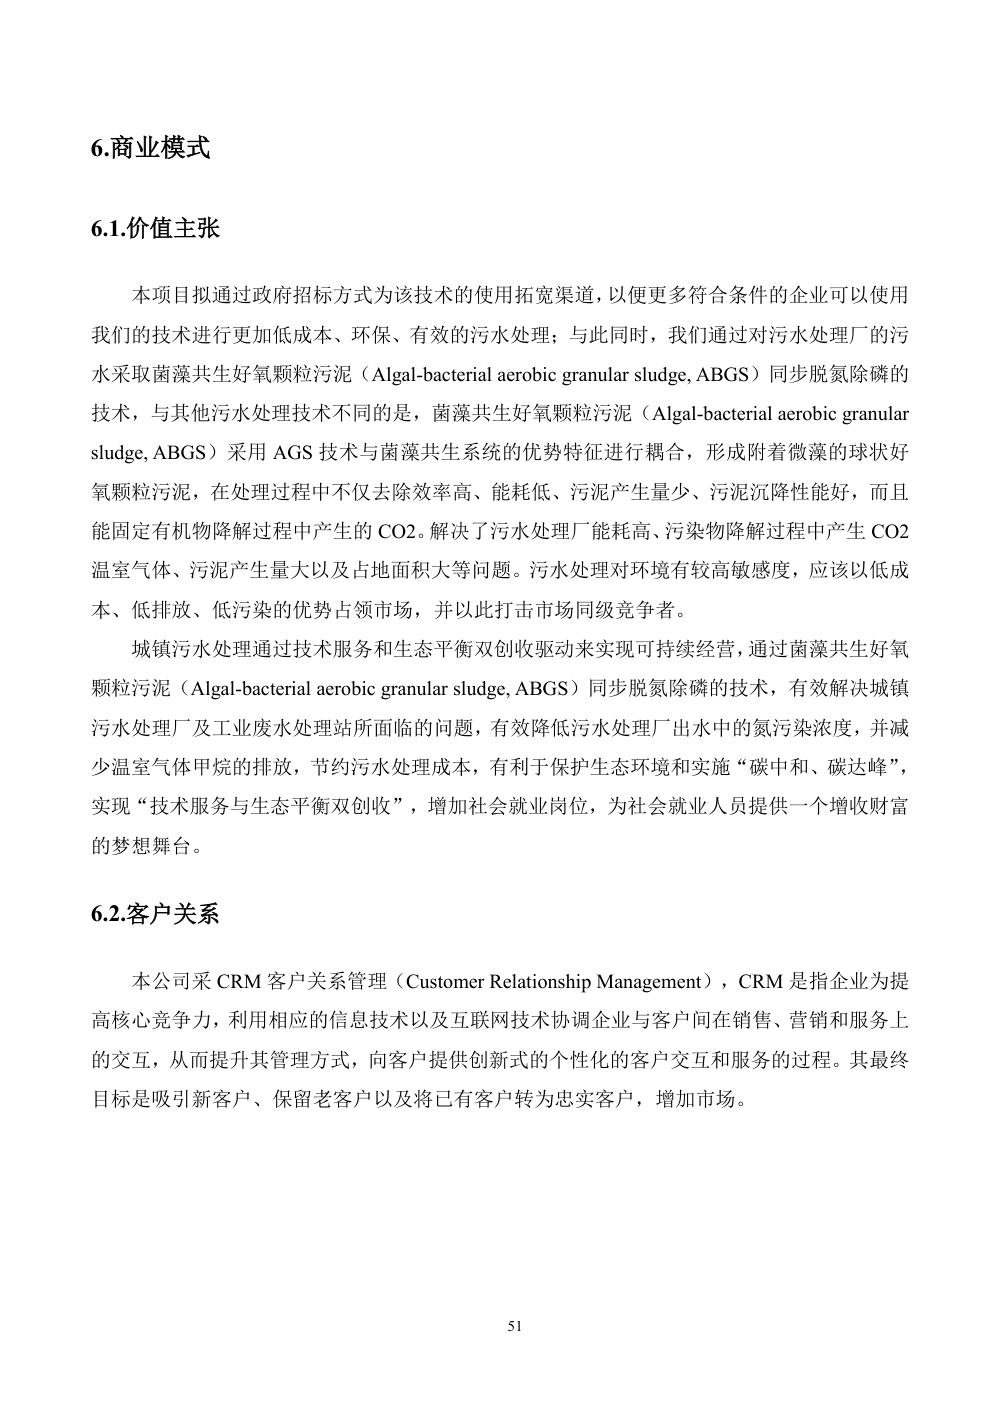 6.商业模式
6.1.价值主张
本项目拟通过政府招标方式为该技术的使用拓宽渠道，以便更多符合条件的企业可以使用
我们的技术进行更加低成本、环保、有效的污水处理；与此同时，我们通过对污水处理厂的污
水采取菌藻共生好氧颗粒污泥（Algal-bacterial aerobic granular sludge, ABGS）同步脱氮除磷的
技术，与其他污水处理技术不同的是，菌藻共生好氧颗粒污泥（Algal-bacterial aerobic granular
sludge, ABGS）采用 AGS 技术与菌藻共生系统的优势特征进行耦合，形成附着微藻的球状好
氧颗粒污泥，在处理过程中不仅去除效率高、能耗低、污泥产生量少、污泥沉降性能好，而且
能固定有机物降解过程中产生的 CO2。解决了污水处理厂能耗高、污染物降解过程中产生 CO2
温室气体、污泥产生量大以及占地面积大等问题。污水处理对环境有较高敏感度，应该以低成
本、低排放、低污染的优势占领市场，并以此打击市场同级竞争者。
城镇污水处理通过技术服务和生态平衡双创收驱动来实现可持续经营，通过菌藻共生好氧
颗粒污泥（Algal-bacterial aerobic granular sludge, ABGS）同步脱氮除磷的技术，有效解决城镇
污水处理厂及工业废水处理站所面临的问题，有效降低污水处理厂出水中的氮污染浓度，并减
少温室气体甲烷的排放，节约污水处理成本，有利于保护生态环境和实施“碳中和、碳达峰”，
实现“技术服务与生态平衡双创收”，增加社会就业岗位，为社会就业人员提供一个增收财富
的梦想舞台。
6.2.客户关系
本公司采 CRM 客户关系管理（Customer Relationship Management），CRM 是指企业为提
高核心竞争力，利用相应的信息技术以及互联网技术协调企业与客户间在销售、营销和服务上
的交互，从而提升其管理方式，向客户提供创新式的个性化的客户交互和服务的过程。其最终
目标是吸引新客户、保留老客户以及将已有客户转为忠实客户，增加市场。
51